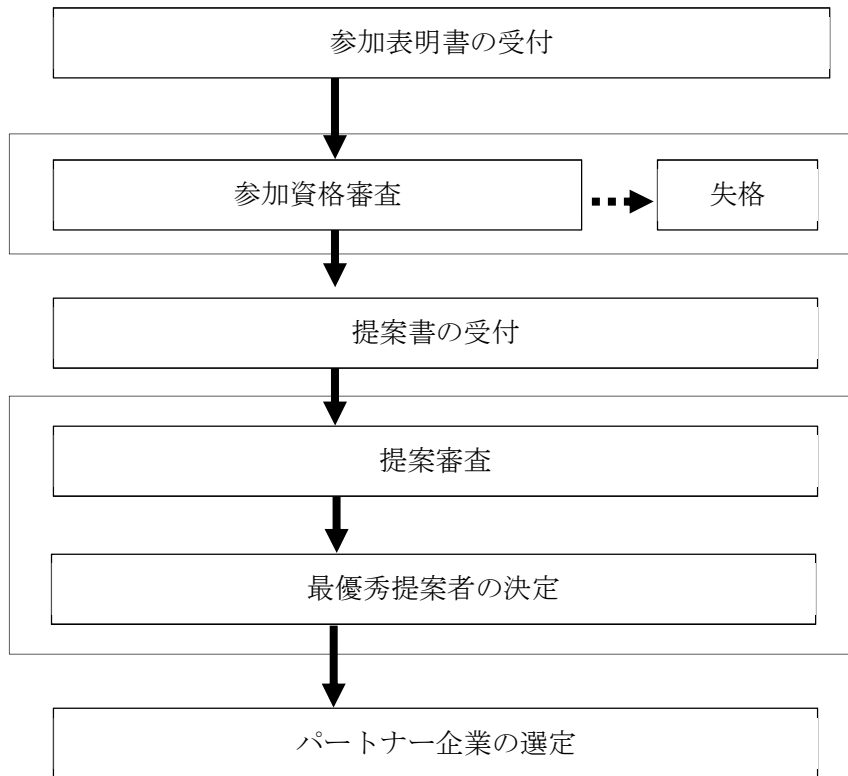 参加表明書の受付
参加資格審査
失格
提案書の受付
提案審査
最優秀提案者の決定
パートナー企業の選定